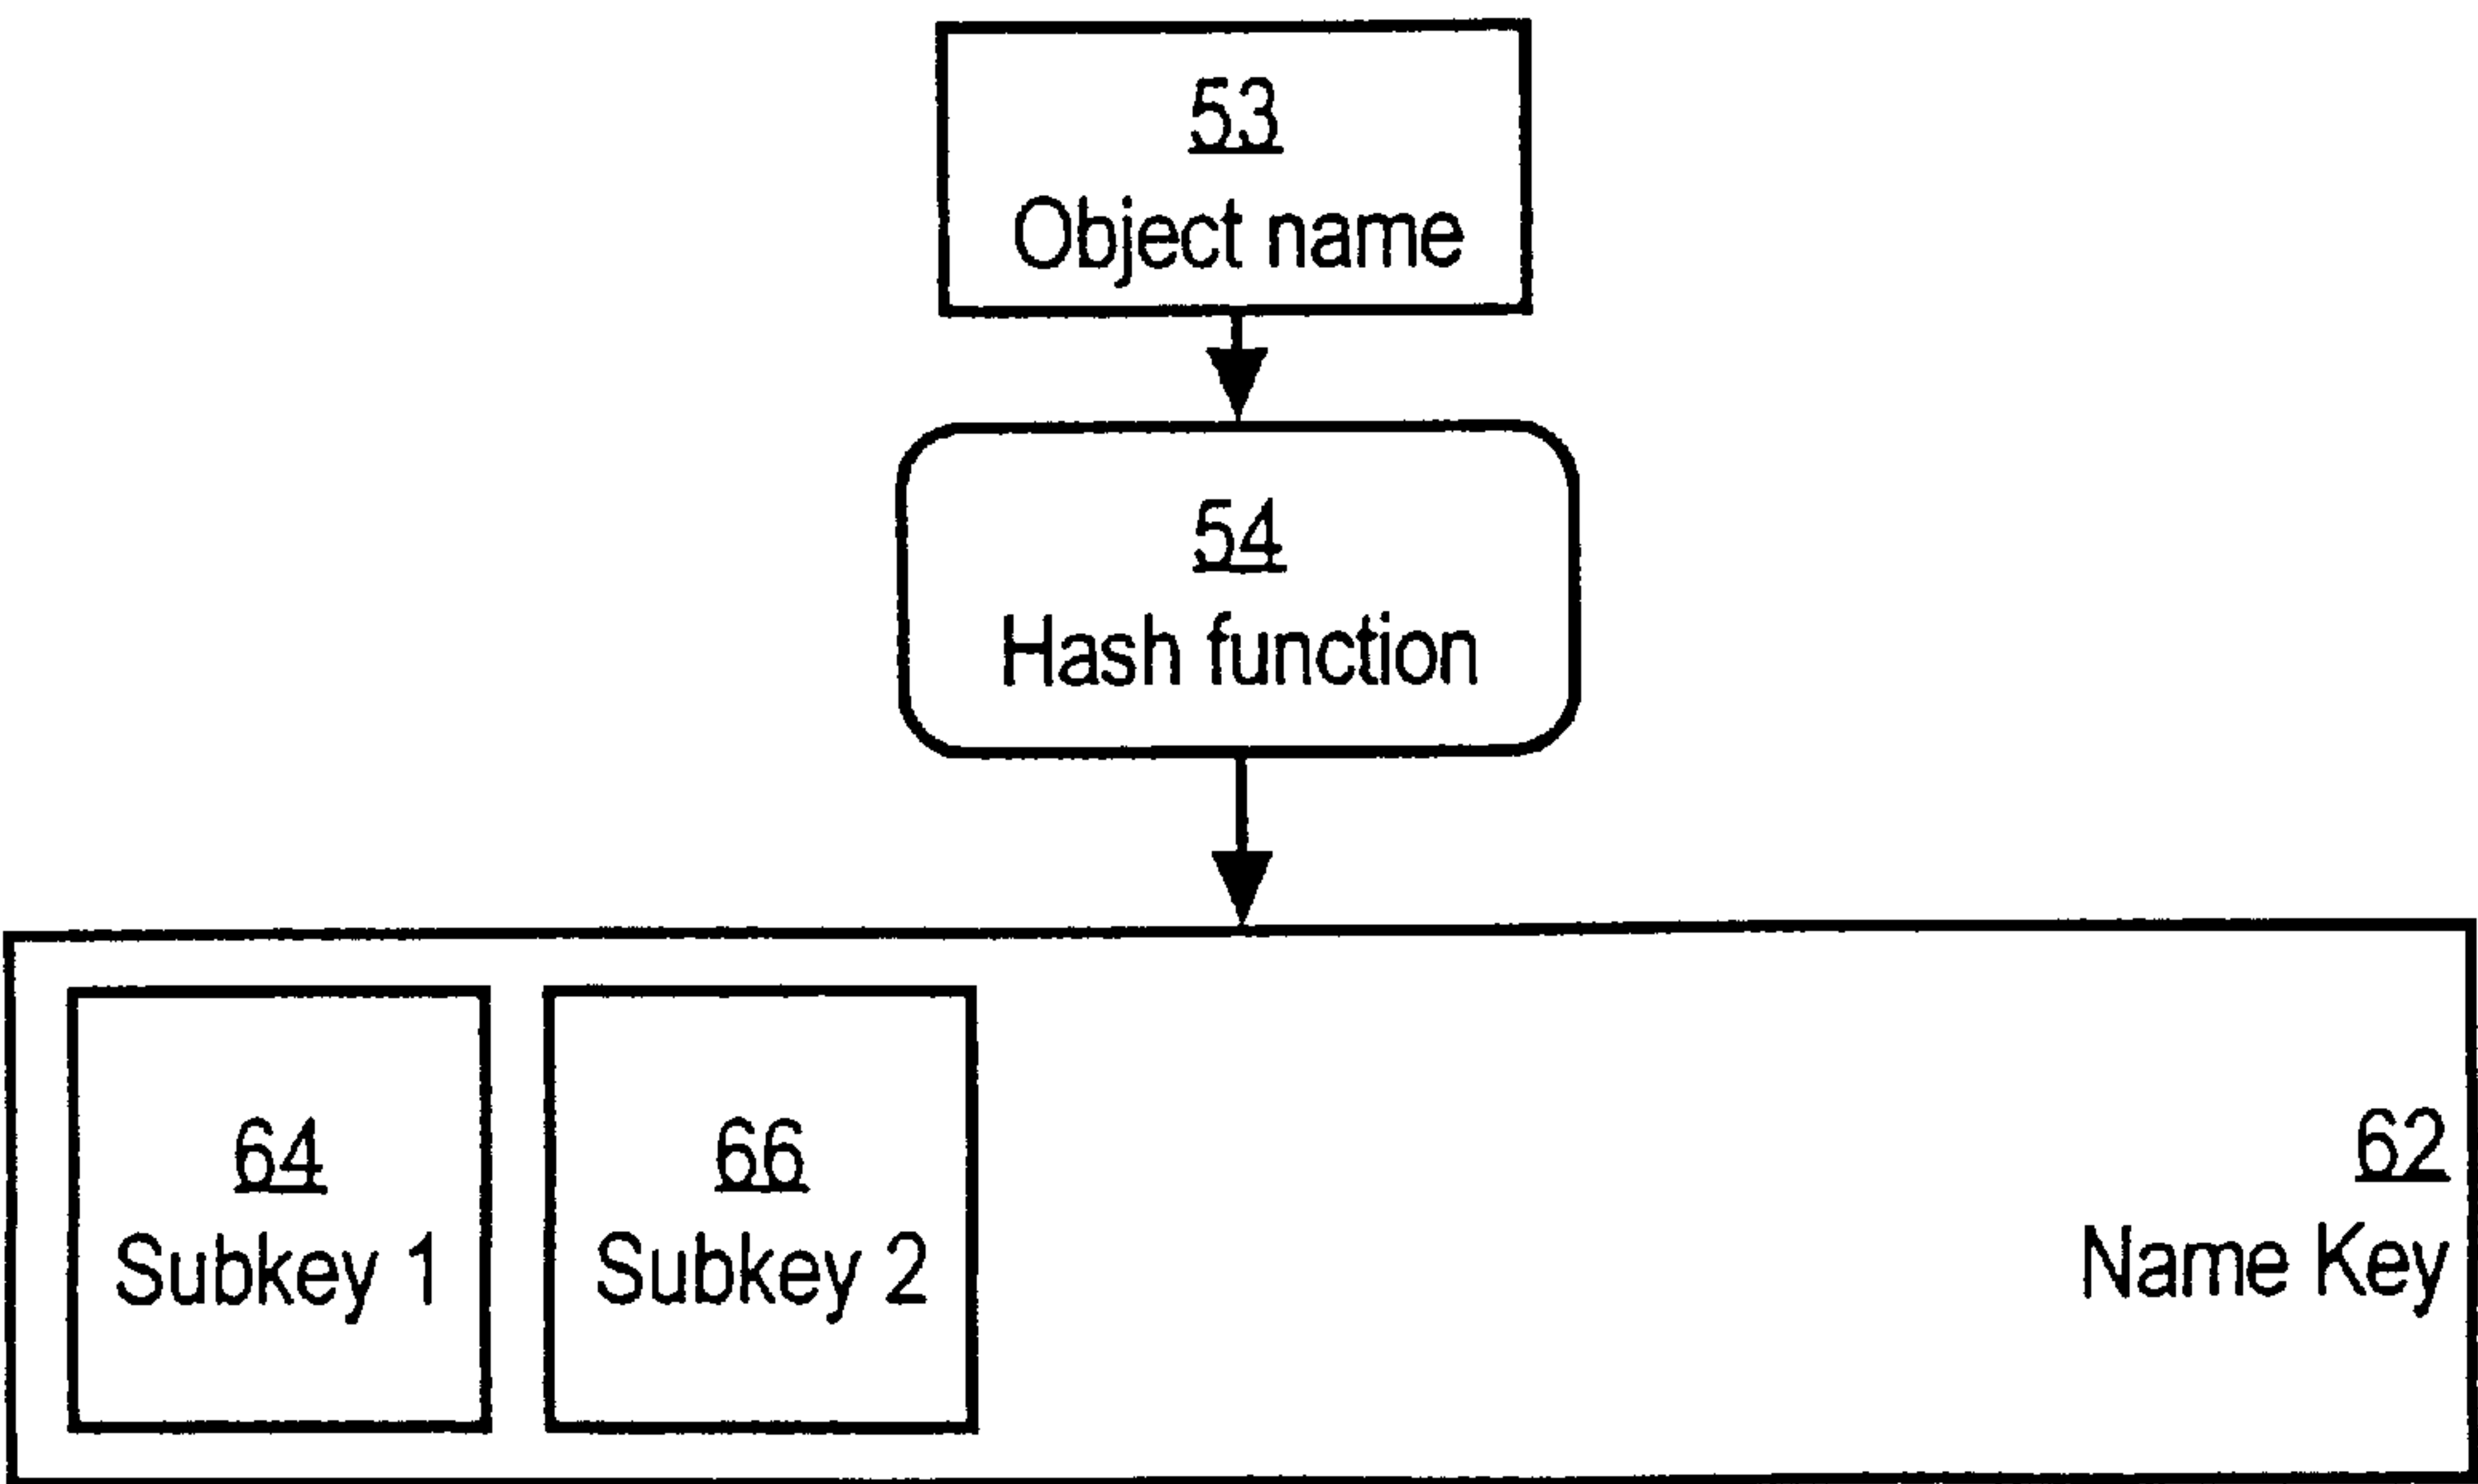 53
Object name
54
Hash function
64
Subkey 1
66
Subkey 2
62
Name Key